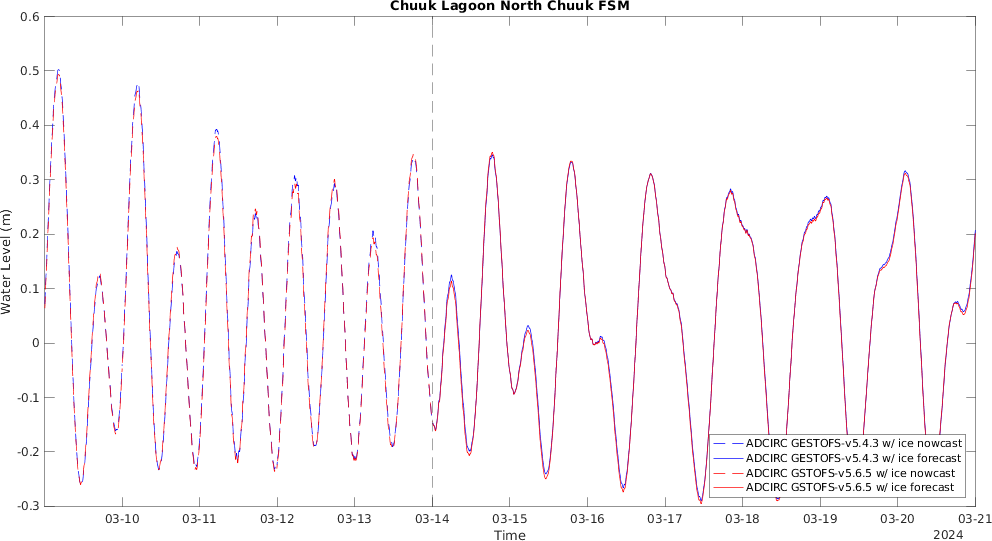 Chuuk Lagoon North Chuuk FSM
0.6
0.5
0.4
0.3
0.2
0.1
0
-0.1
-0.2
-0.3
Water Level (m)
ADCIRC GESTOFS-v5.4.3 w/ ice nowcast
ADCIRC GESTOFS-v5.4.3 w/ ice forecast
ADCIRC GSTOFS-v5.6.5 w/ ice nowcast
ADCIRC GSTOFS-v5.6.5 w/ ice forecast
03-10 03-11 03-12 03-13 03-14 03-15 03-16 03-17 03-18 03-19 03-20 03-21
Time
2024